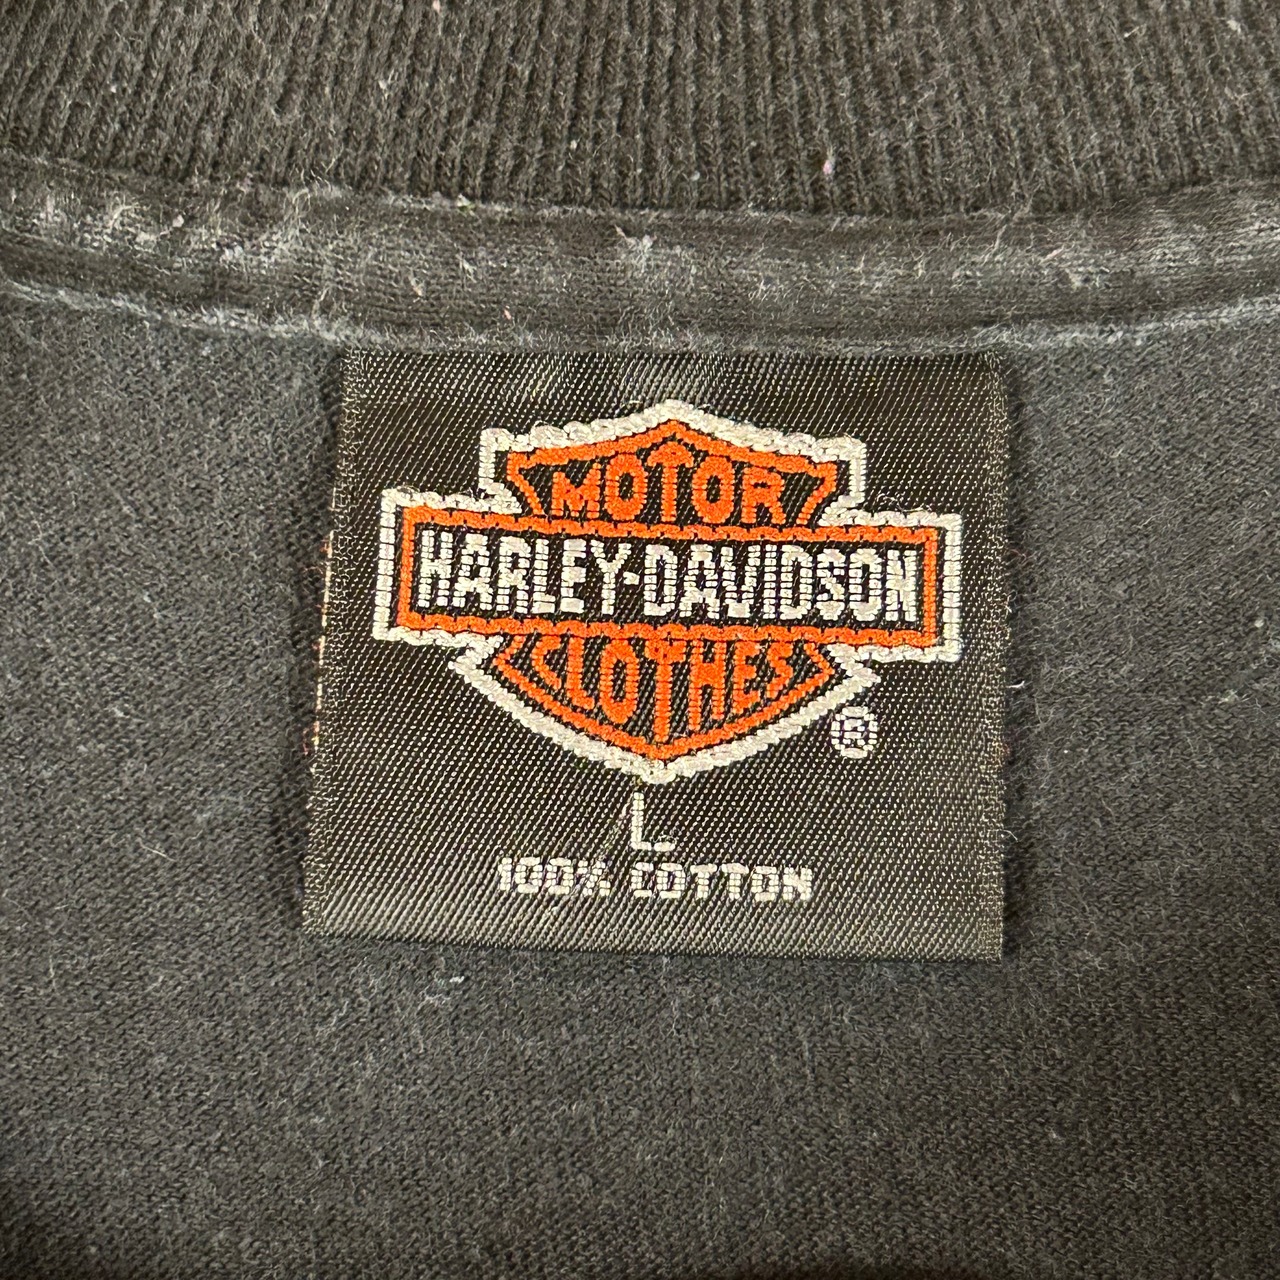 MOTOR
HARLEY-DAVIDSON
CLOTHES
®
L
100% COTTON